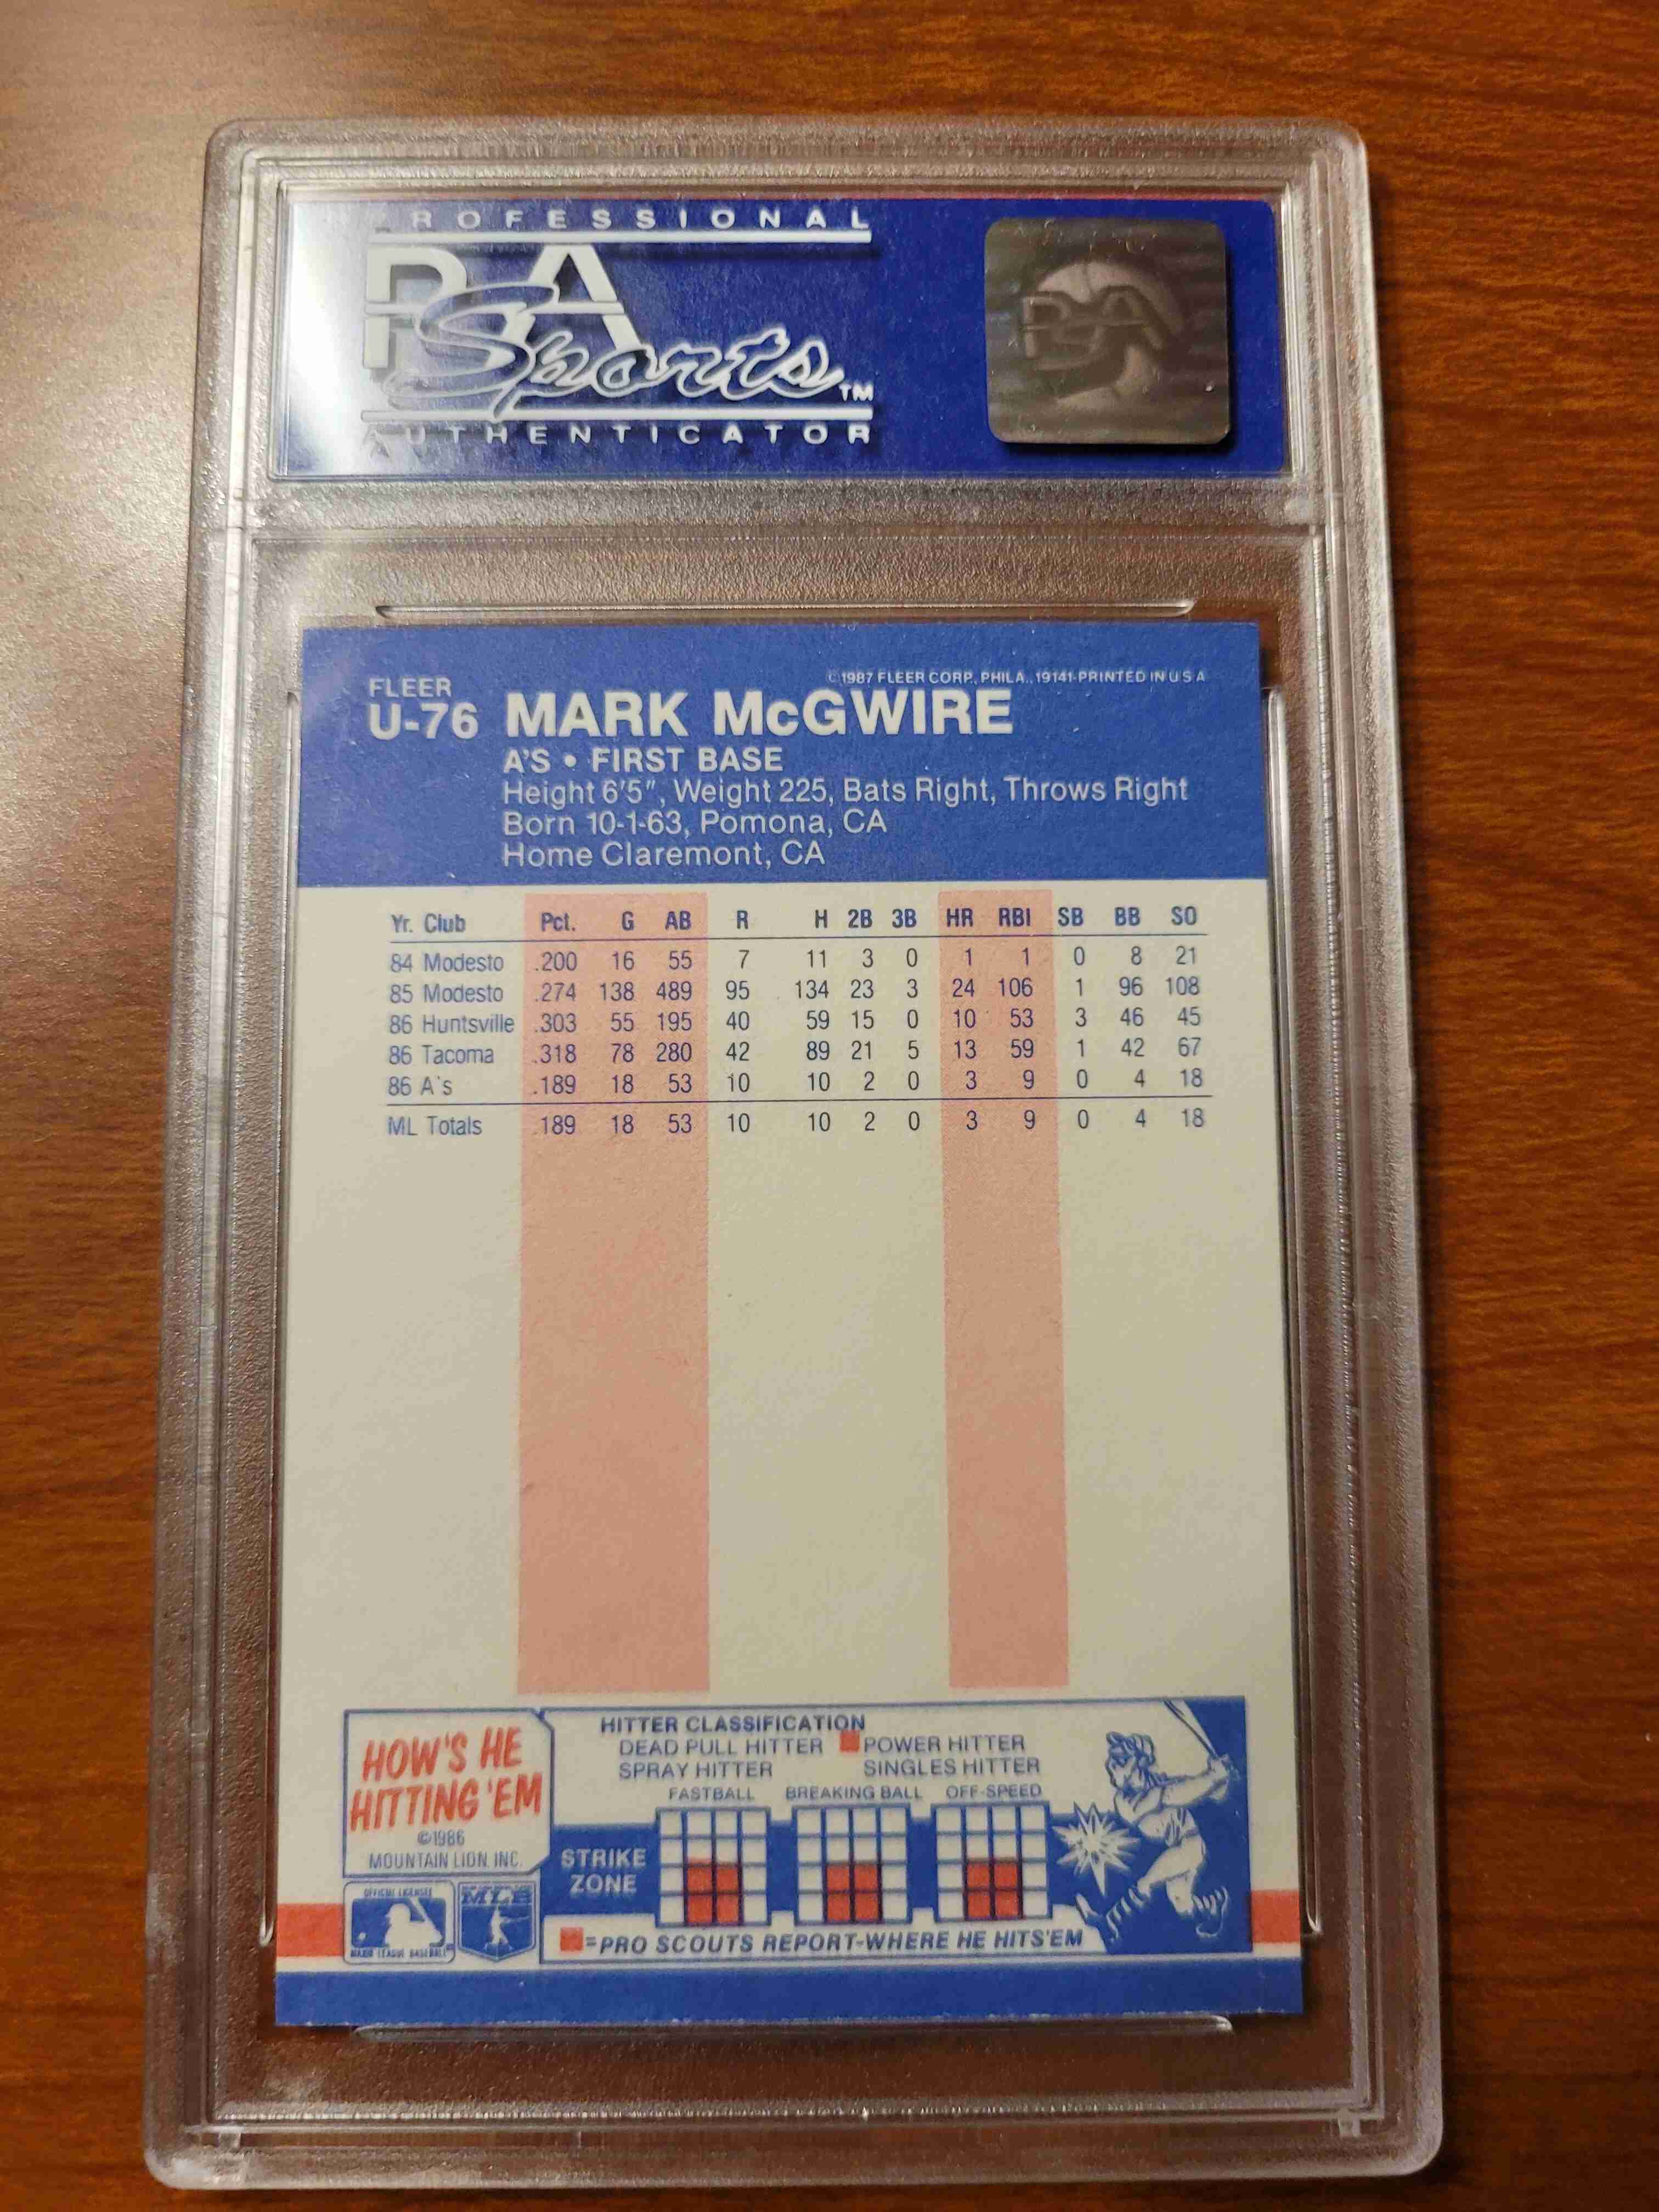 PROFESSIONAL
PSA
Sports™
AUTHENTICATOR
PSA
FLEER
U-76
©1987 FLEER CORP., PHILA., 19141-PRINTED IN U S A
MARK McGWIRE
A'S • FIRST BASE
Height 6'5", Weight 225, Bats Right, Throws Right
Born 10-1-63, Pomona, CA
Home Claremont, CA
Yr. Club Pct. G AB R H 2B 3B HR RBI SB BB SO
84 Modesto .200 16 55 7 11 3 0 1 1 0 8 21
85 Modesto .274 138 489 95 134 23 3 24 106 1 96 108
86 Huntsville .303 55 195 40 59 15 0 10 53 3 46 45
86 Tacoma .318 78 280 42 89 21 5 13 59 1 42 67
86 A's .189 18 53 10 10 2 0 3 9 0 4 18
ML Totals .189 18 53 10 10 2 0 3 9 0 4 18
HOW'S HE
HITTING 'EM
©1986
MOUNTAIN LION, INC.
HITTER CLASSIFICATION
DEAD PULL HITTER POWER HITTER
SPRAY HITTER SINGLES HITTER
FASTBALL BREAKING BALL OFF-SPEED
STRIKE
ZONE
=PRO SCOUTS REPORT-WHERE HE HITS'EM
OFFICIAL LICENSEE
MAJOR LEAGUE BASEBALL
MLB